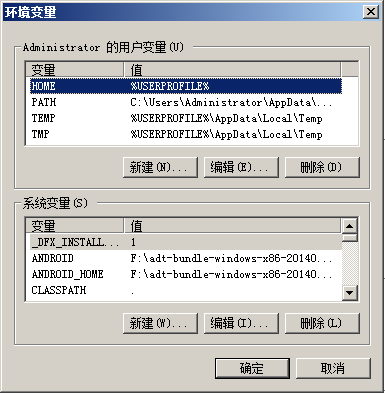 环境变量
Administrator 的用户变量(U)
变量 值
HOME %USERPROFILE%
PATH C:\Users\Administrator\AppData\...
TEMP %USERPROFILE%\AppData\Local\Temp
TMP %USERPROFILE%\AppData\Local\Temp
新建(N)... 编辑(E)... 删除(D)
系统变量(S)
变量 值
_DFX_INSTALL... 1
ANDROID F:\adt-bundle-windows-x86-20140...
ANDROID_HOME F:\adt-bundle-windows-x86-20140...
CLASSPATH .
新建(W)... 编辑(I)... 删除(L)
确定 取消